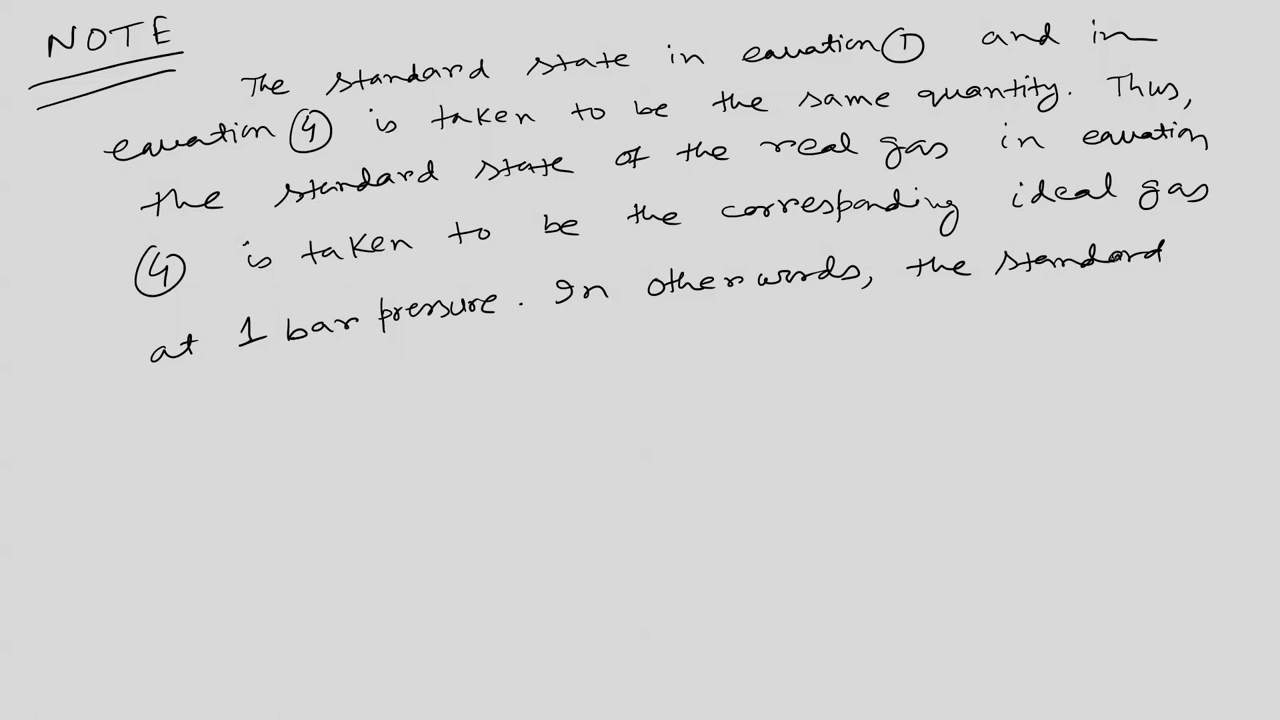 NOTE
The standard state in equation ① and in
equation ④ is taken to be the same quantity. Thus,
the standard state of the real gas in equation
④ is taken to be the corresponding ideal gas
at 1 bar pressure. In other words, the standard